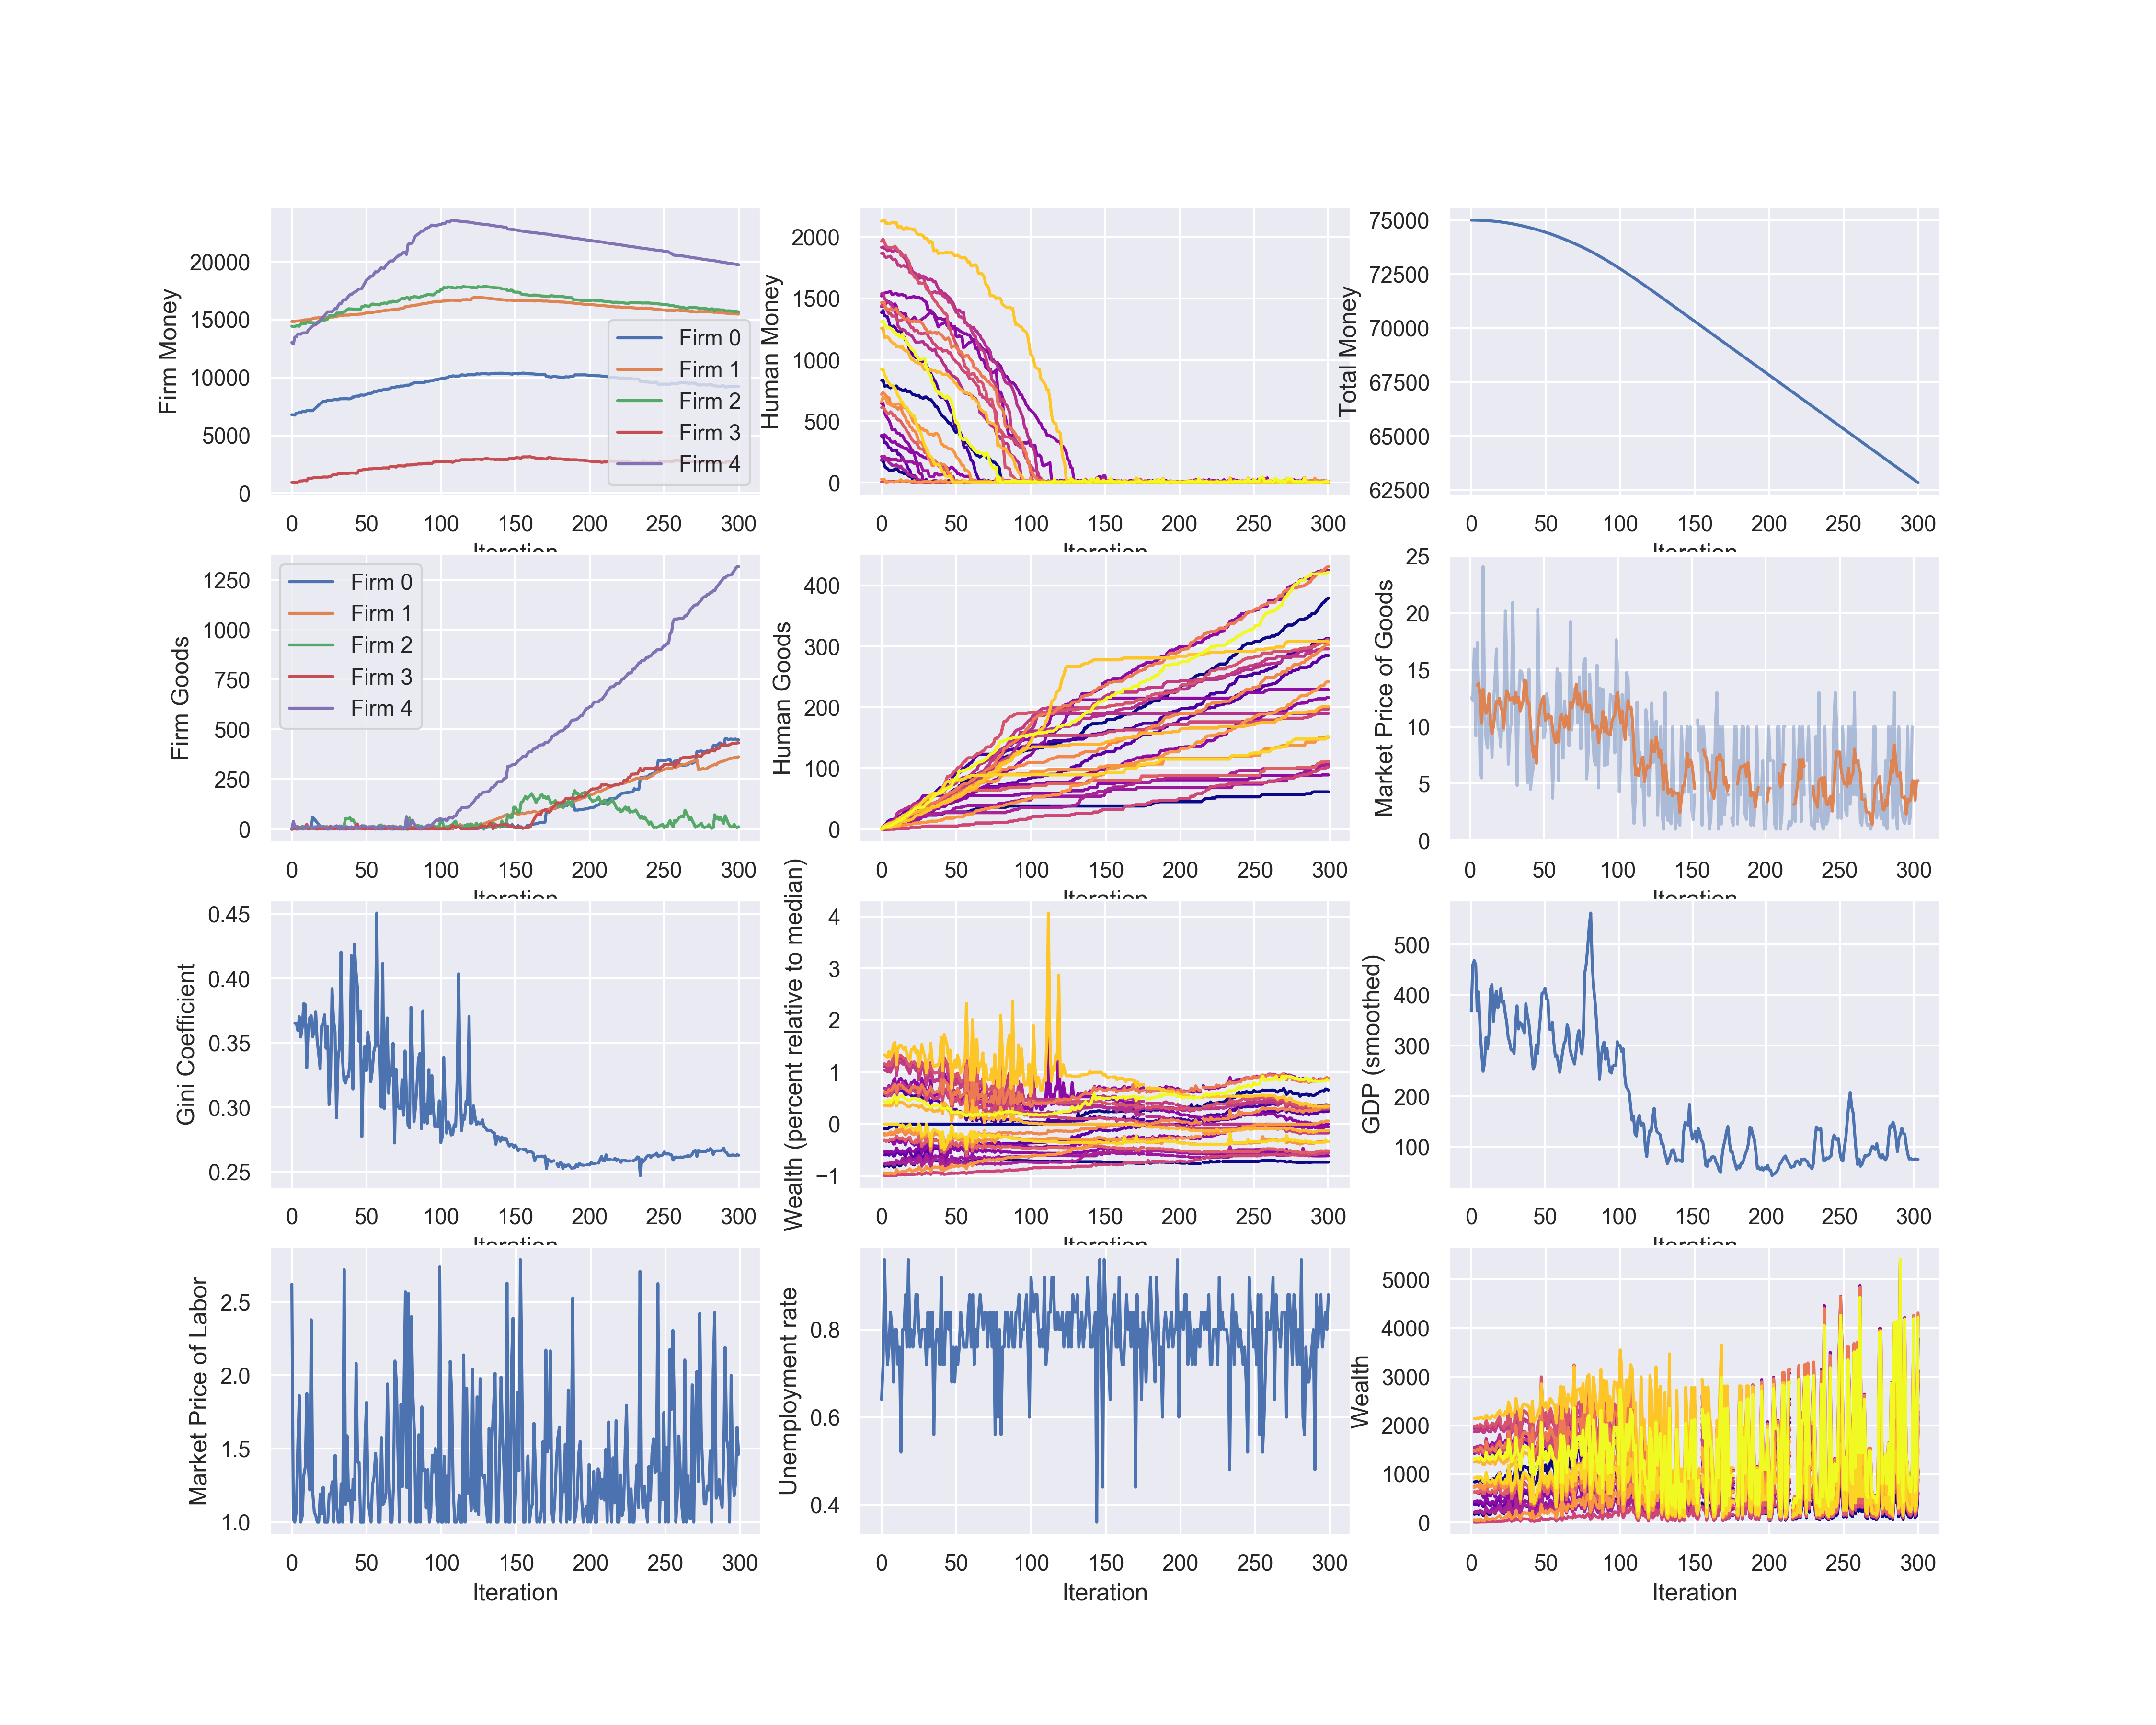 Firm Money
20000
15000
10000
5000
0
0 50 100 150 200 250 300
Iteration
Firm 0
Firm 1
Firm 2
Firm 3
Firm 4
Human Money
2000
1500
1000
500
0
0 50 100 150 200 250 300
Iteration
Total Money
75000
72500
70000
67500
65000
62500
0 50 100 150 200 250 300
Iteration
Firm Goods
1250
1000
750
500
250
0
0 50 100 150 200 250 300
Iteration
Firm 0
Firm 1
Firm 2
Firm 3
Firm 4
Human Goods
400
300
200
100
0
0 50 100 150 200 250 300
Iteration
Market Price of Goods
25
20
15
10
5
0
0 50 100 150 200 250 300
Iteration
Gini Coefficient
0.45
0.40
0.35
0.30
0.25
0 50 100 150 200 250 300
Iteration
Wealth (percent relative to median)
4
3
2
1
0
−1
0 50 100 150 200 250 300
Iteration
GDP (smoothed)
500
400
300
200
100
0 50 100 150 200 250 300
Iteration
Market Price of Labor
2.5
2.0
1.5
1.0
0 50 100 150 200 250 300
Iteration
Unemployment rate
0.8
0.6
0.4
0 50 100 150 200 250 300
Iteration
Wealth
5000
4000
3000
2000
1000
0
0 50 100 150 200 250 300
Iteration